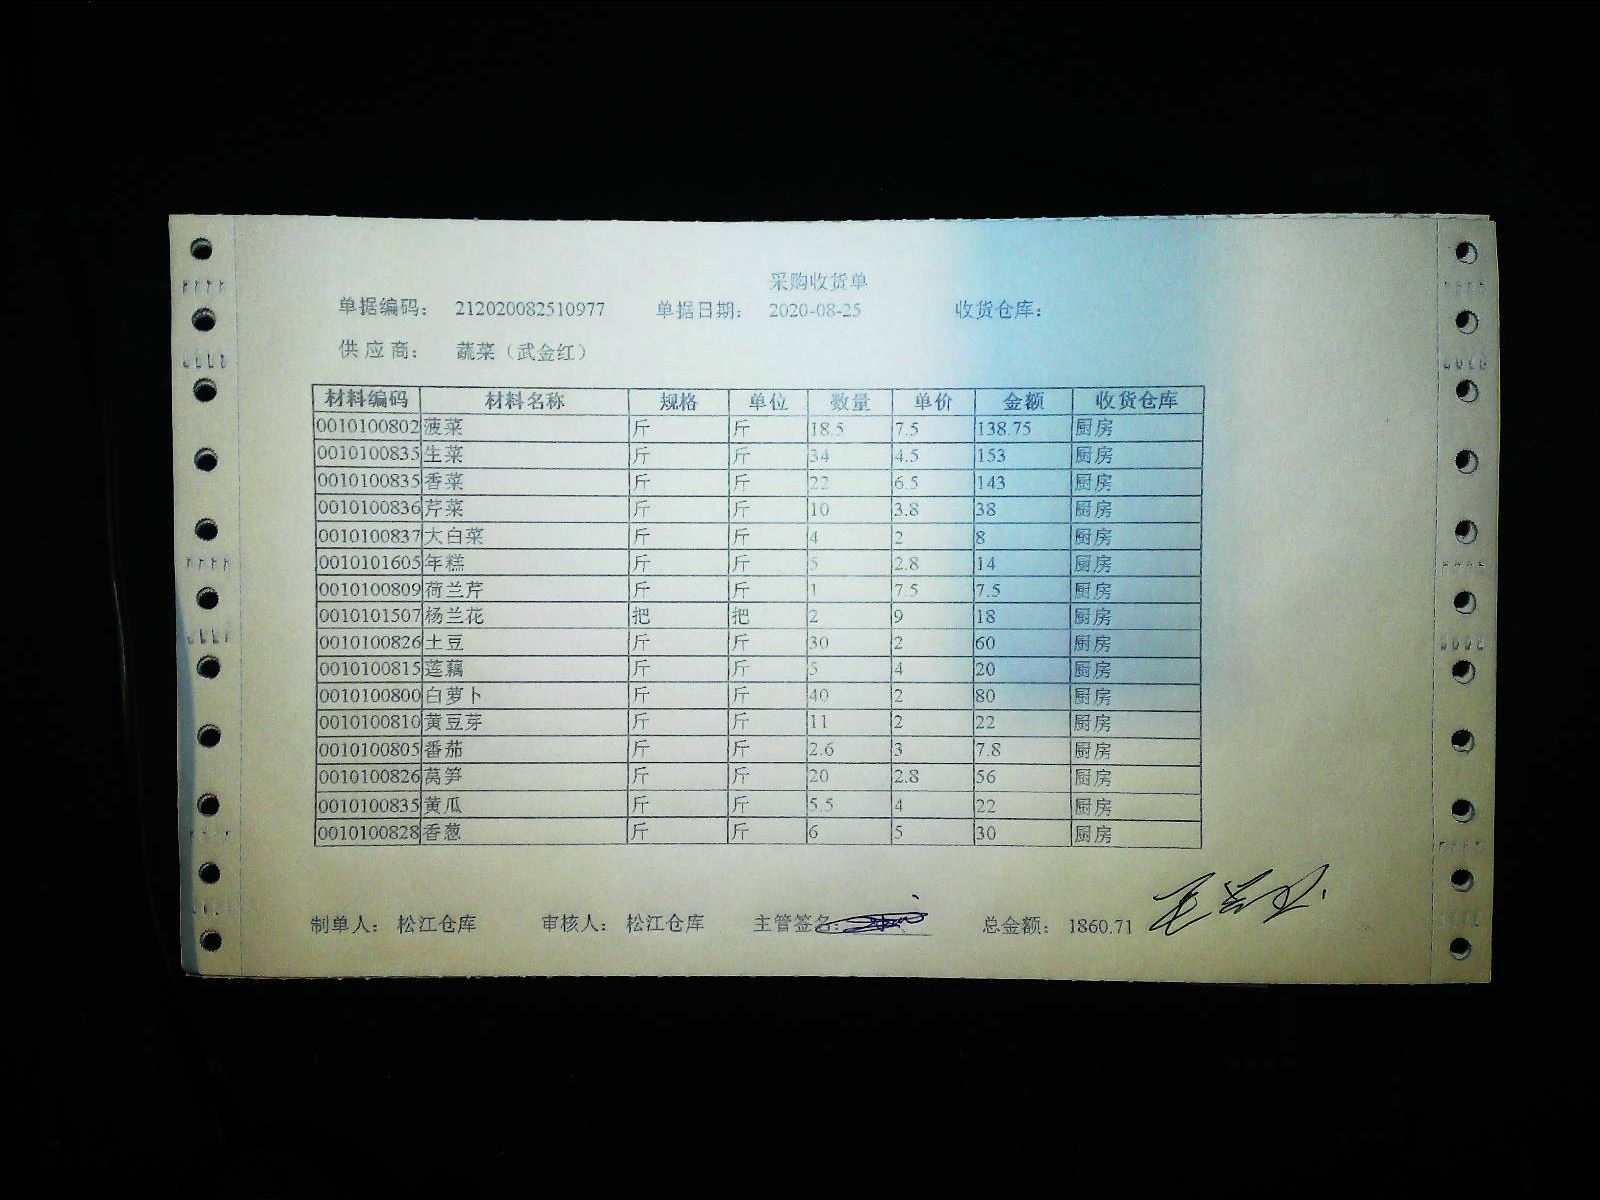 采购收货单
单据编码： 212020082510977 单据日期： 2020-08-25 收货仓库：
供 应 商： 蔬菜（武金红）
材料编码 材料名称 规格 单位 数量 单价 金额 收货仓库
0010100802 菠菜 斤 斤 18.5 7.5 138.75 厨房
0010100835 生菜 斤 斤 34 4.5 153 厨房
0010100835 香菜 斤 斤 22 6.5 143 厨房
0010100836 芹菜 斤 斤 10 3.8 38 厨房
0010100837 大白菜 斤 斤 4 2 8 厨房
0010101605 年糕 斤 斤 5 2.8 14 厨房
0010100809 荷兰芹 斤 斤 1 7.5 7.5 厨房
0010101507 杨兰花 把 把 2 9 18 厨房
0010100826 土豆 斤 斤 30 2 60 厨房
0010100815 莲藕 斤 斤 5 4 20 厨房
0010100800 白萝卜 斤 斤 40 2 80 厨房
0010100810 黄豆芽 斤 斤 11 2 22 厨房
0010100805 番茄 斤 斤 2.6 3 7.8 厨房
0010100826 莴笋 斤 斤 20 2.8 56 厨房
0010100835 黄瓜 斤 斤 5.5 4 22 厨房
0010100828 香葱 斤 斤 6 5 30 厨房
制单人： 松江仓库 审核人： 松江仓库 主管签名： 总金额： 1860.71